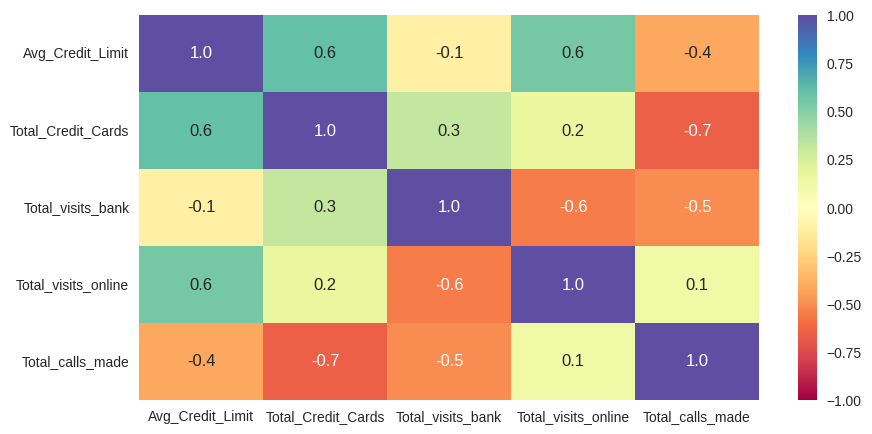 Avg_Credit_Limit 1.0 0.6 -0.1 0.6 -0.4
Total_Credit_Cards 0.6 1.0 0.3 0.2 -0.7
Total_visits_bank -0.1 0.3 1.0 -0.6 -0.5
Total_visits_online 0.6 0.2 -0.6 1.0 0.1
Total_calls_made -0.4 -0.7 -0.5 0.1 1.0
Avg_Credit_Limit Total_Credit_Cards Total_visits_bank Total_visits_online Total_calls_made
1.00
0.75
0.50
0.25
0.00
−0.25
−0.50
−0.75
−1.00